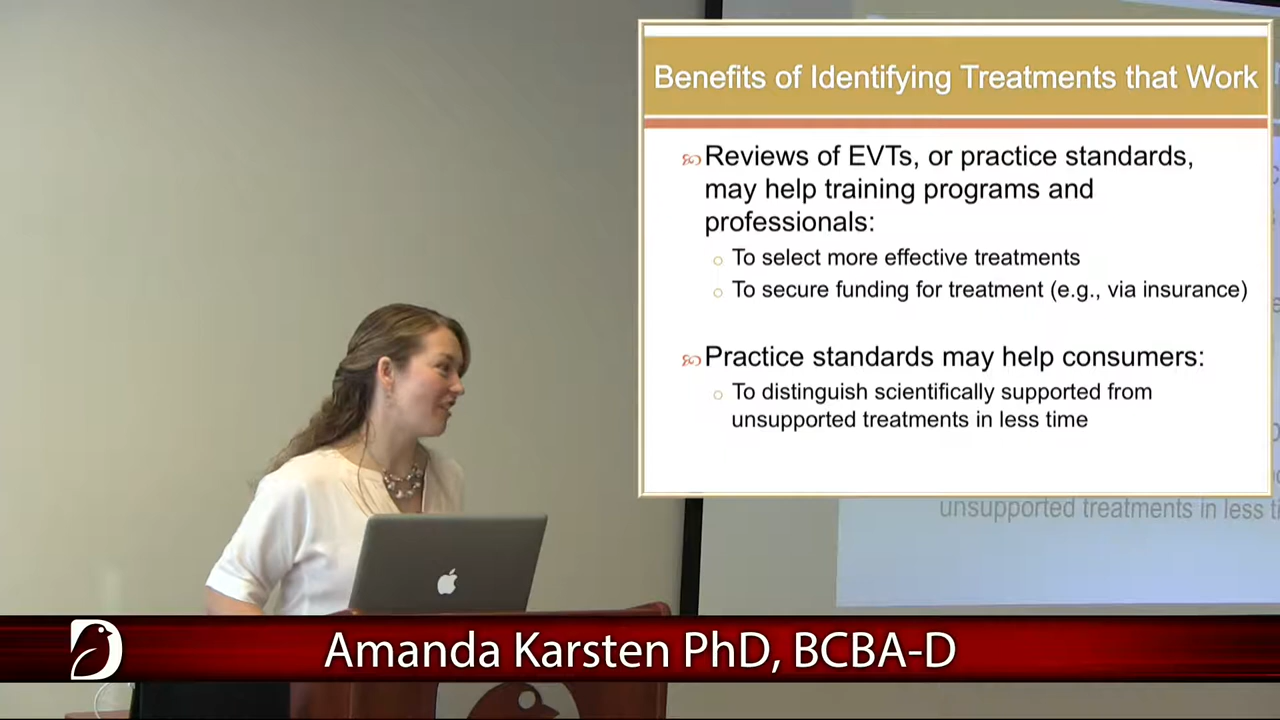 Benefits of Identifying Treatments that Work
Reviews of EVTs, or practice standards,
may help training programs and
professionals:
To select more effective treatments
To secure funding for treatment (e.g., via insurance)
Practice standards may help consumers:
To distinguish scientifically supported from
unsupported treatments in less time
unsupported treatments in less ti
Amanda Karsten PhD, BCBA-D